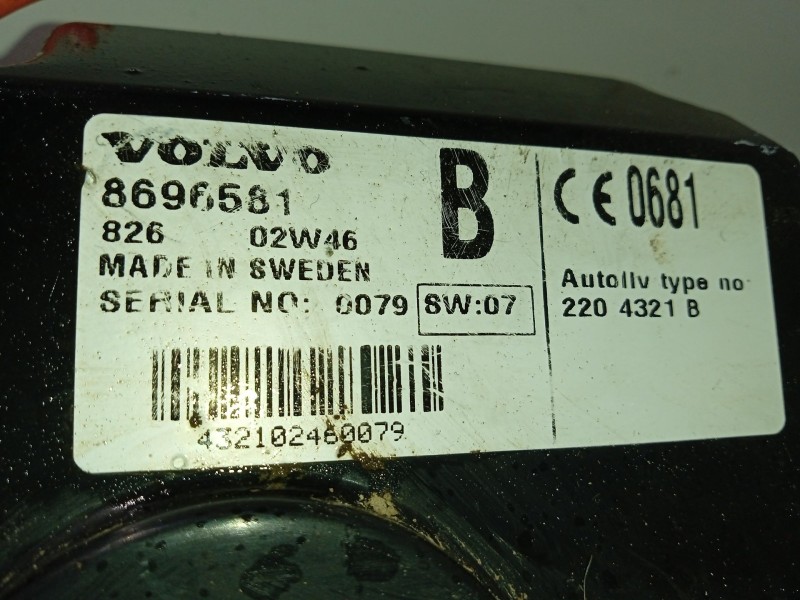 VOLVO
8696581
B
826 02W46
MADE IN SWEDEN
SERIAL NO: 0079 SW:07
432102460079
CE 0681
Autoliv type no
220 4321 B